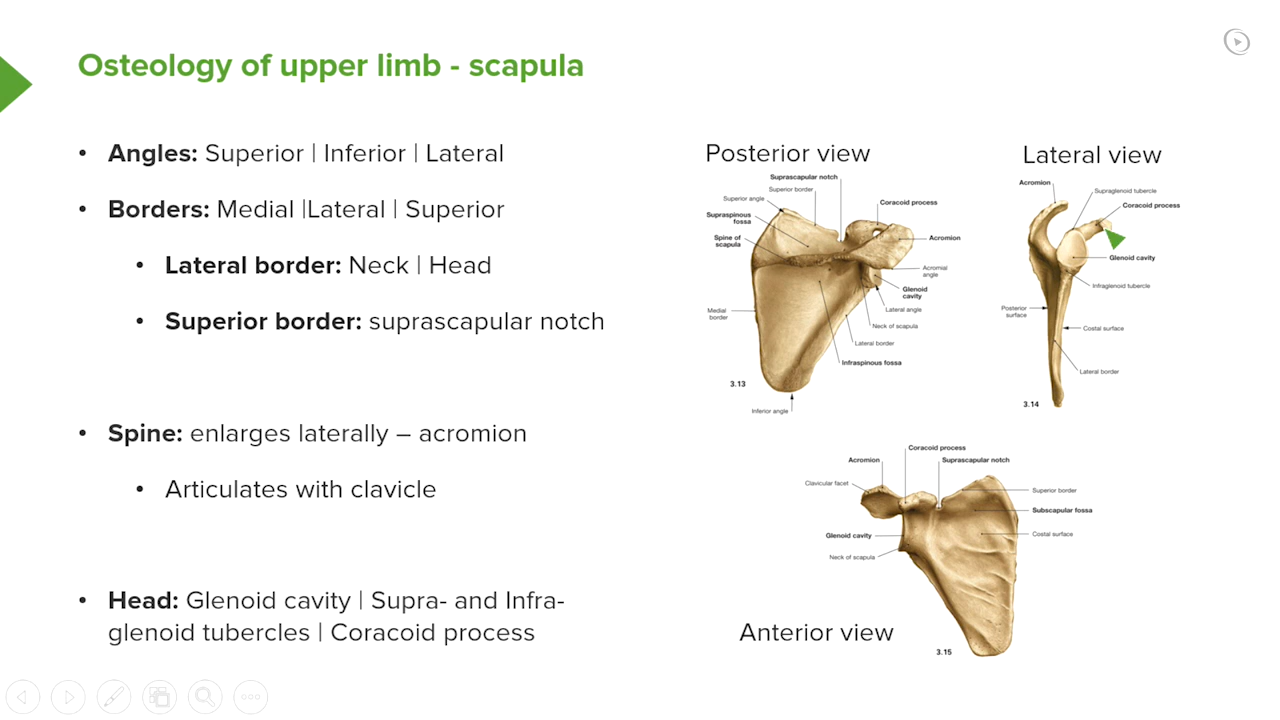 Osteology of upper limb - scapula
• Angles: Superior | Inferior | Lateral
• Borders: Medial |Lateral | Superior
• Lateral border: Neck | Head
• Superior border: suprascapular notch
• Spine: enlarges laterally – acromion
• Articulates with clavicle
• Head: Glenoid cavity | Supra- and Infra-
glenoid tubercles | Coracoid process
Posterior view
Suprascapular notch
Superior border
Superior angle
Supraspinous
fossa
Spine of
scapula
Coracoid process
Acromion
Acromial
angle
Glenoid
cavity
Lateral angle
Neck of scapula
Medial
border
Lateral border
Infraspinous fossa
3.13
Inferior angle
Lateral view
Acromion
Supraglenoid tubercle
Coracoid process
Glenoid cavity
Infraglenoid tubercle
Posterior
surface
Costal surface
Lateral border
3.14
Coracoid process
Acromion
Suprascapular notch
Clavicular facet
Superior border
Subscapular fossa
Glenoid cavity
Costal surface
Neck of scapula
Anterior view
3.15